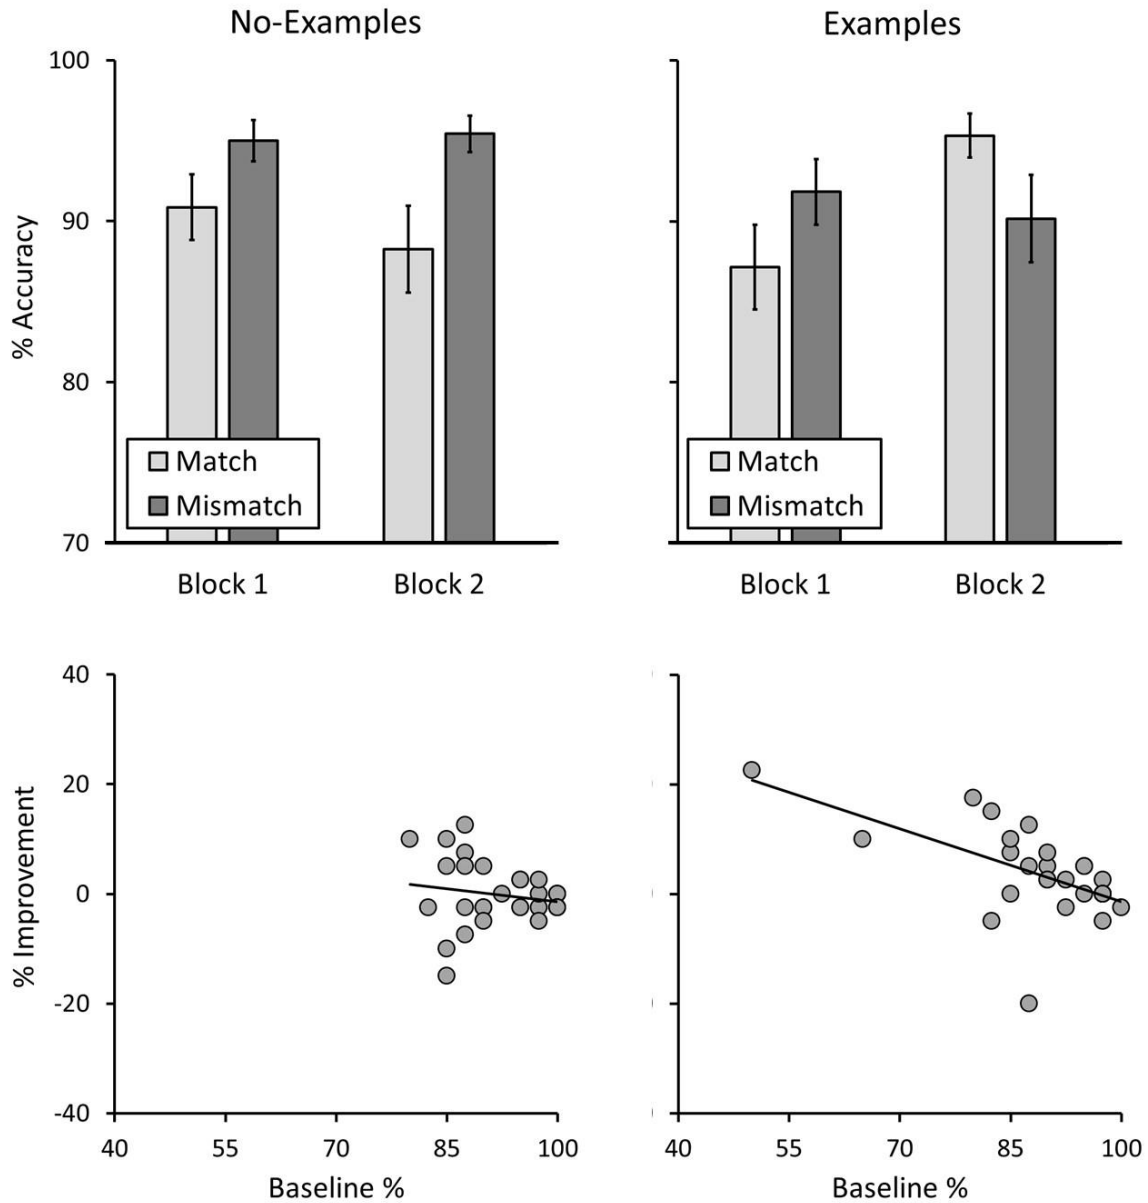 No-Examples
Examples
% Accuracy
100
90
80
70
Match
Mismatch
Match
Mismatch
Block 1
Block 2
Block 1
Block 2
% Improvement
40
20
0
-20
-40
40
55
70
85
100
40
55
70
85
100
Baseline %
Baseline %